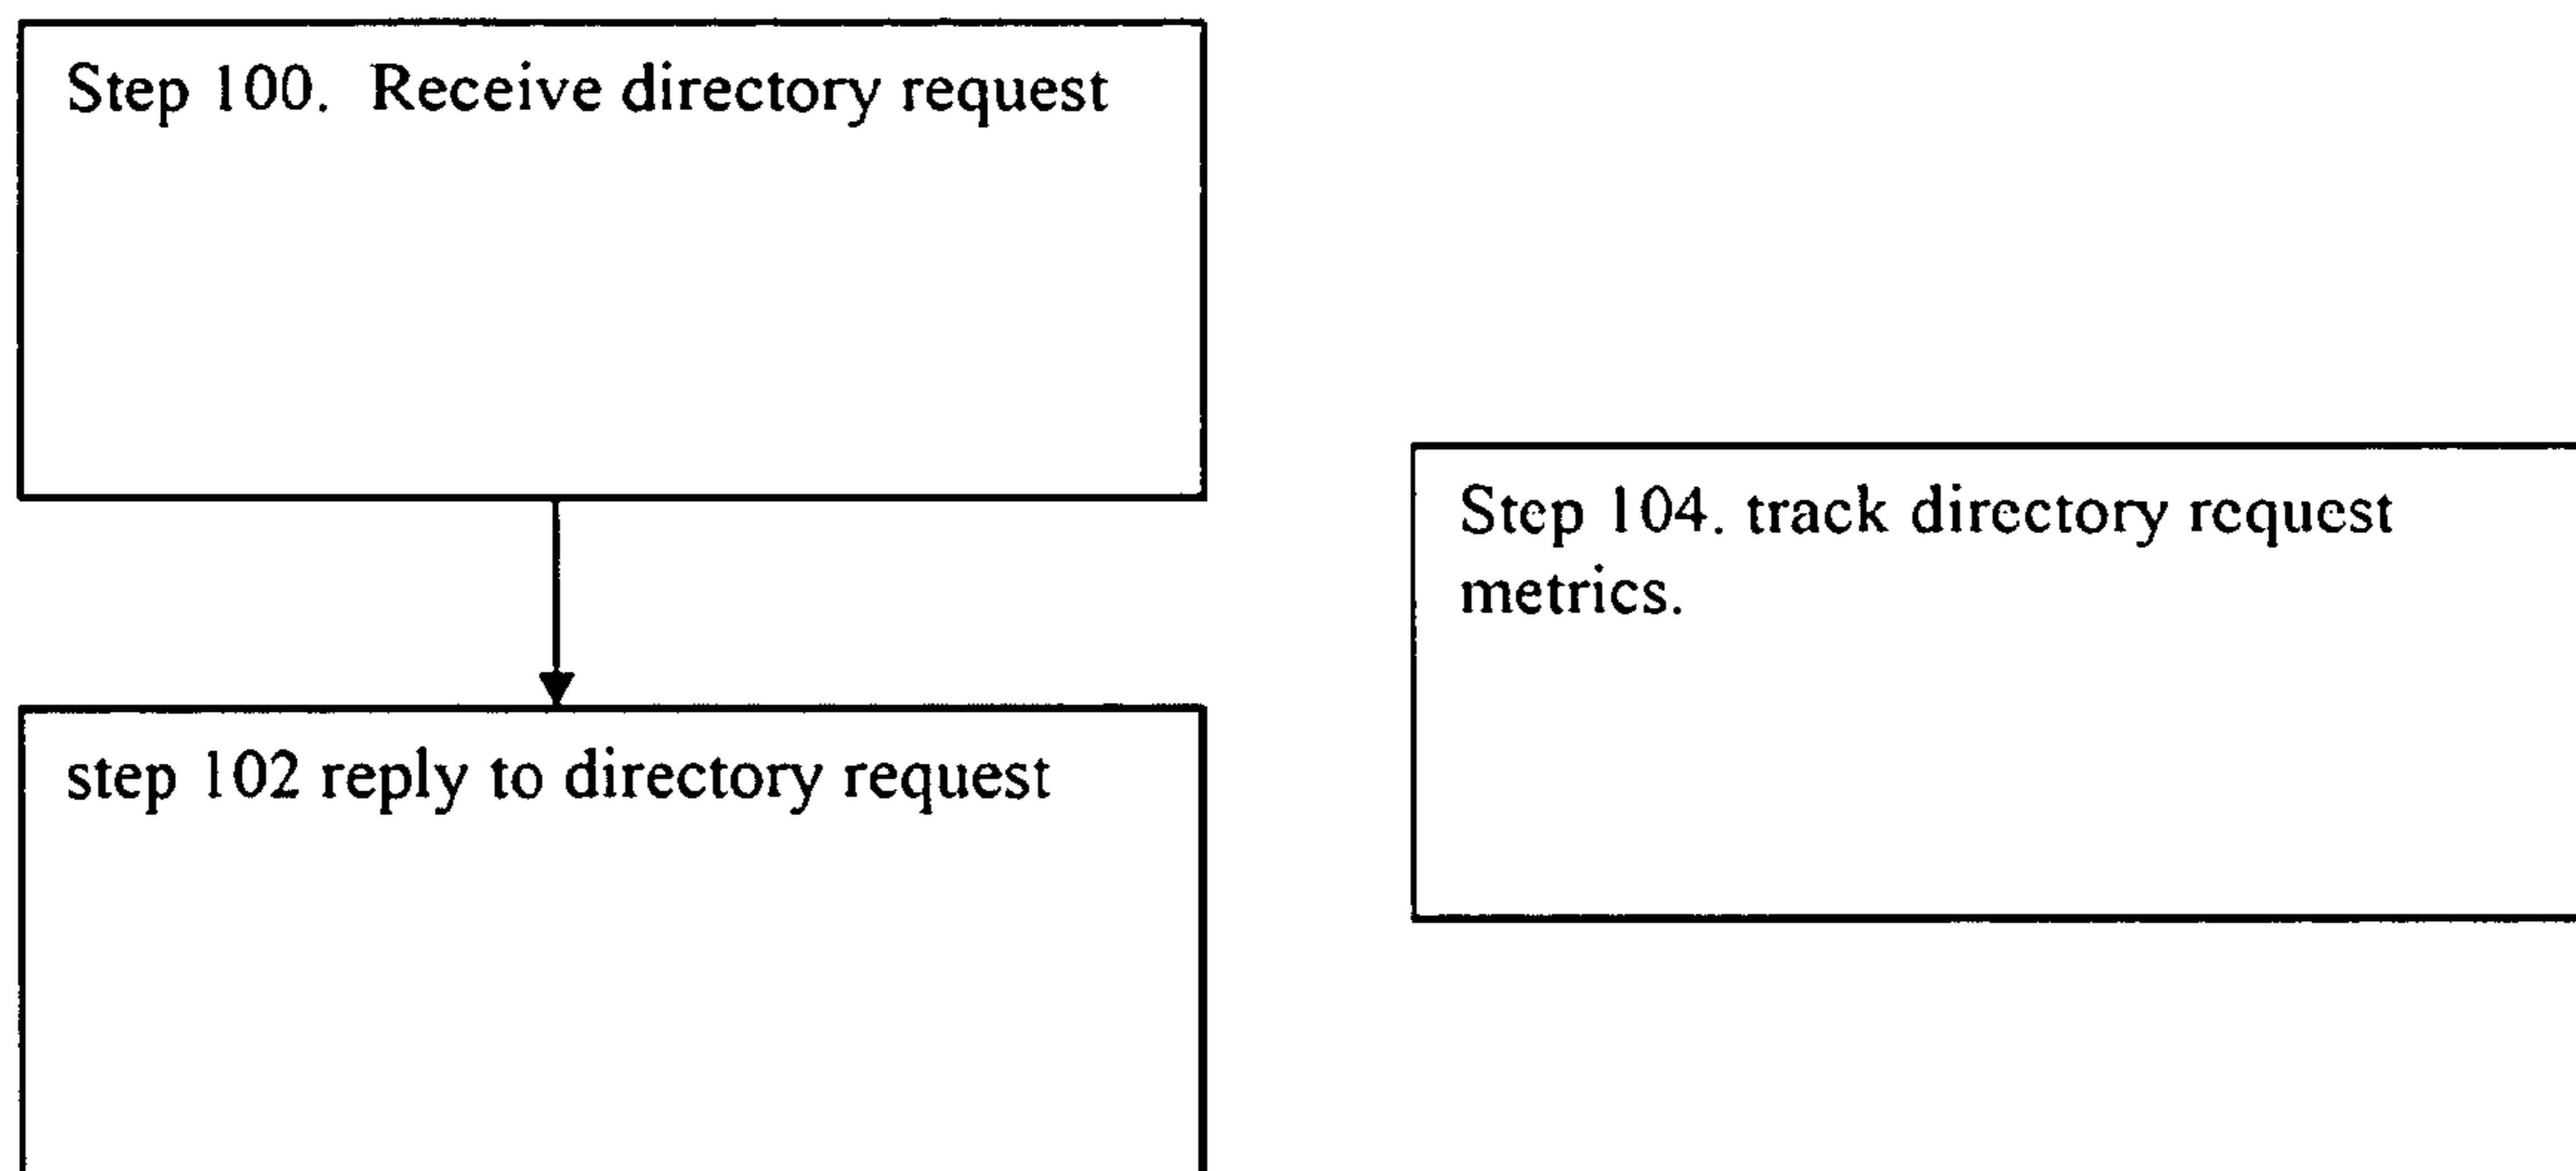 Step 100.  Receive directory request
Step 104. track directory request
metrics.
step 102 reply to directory request